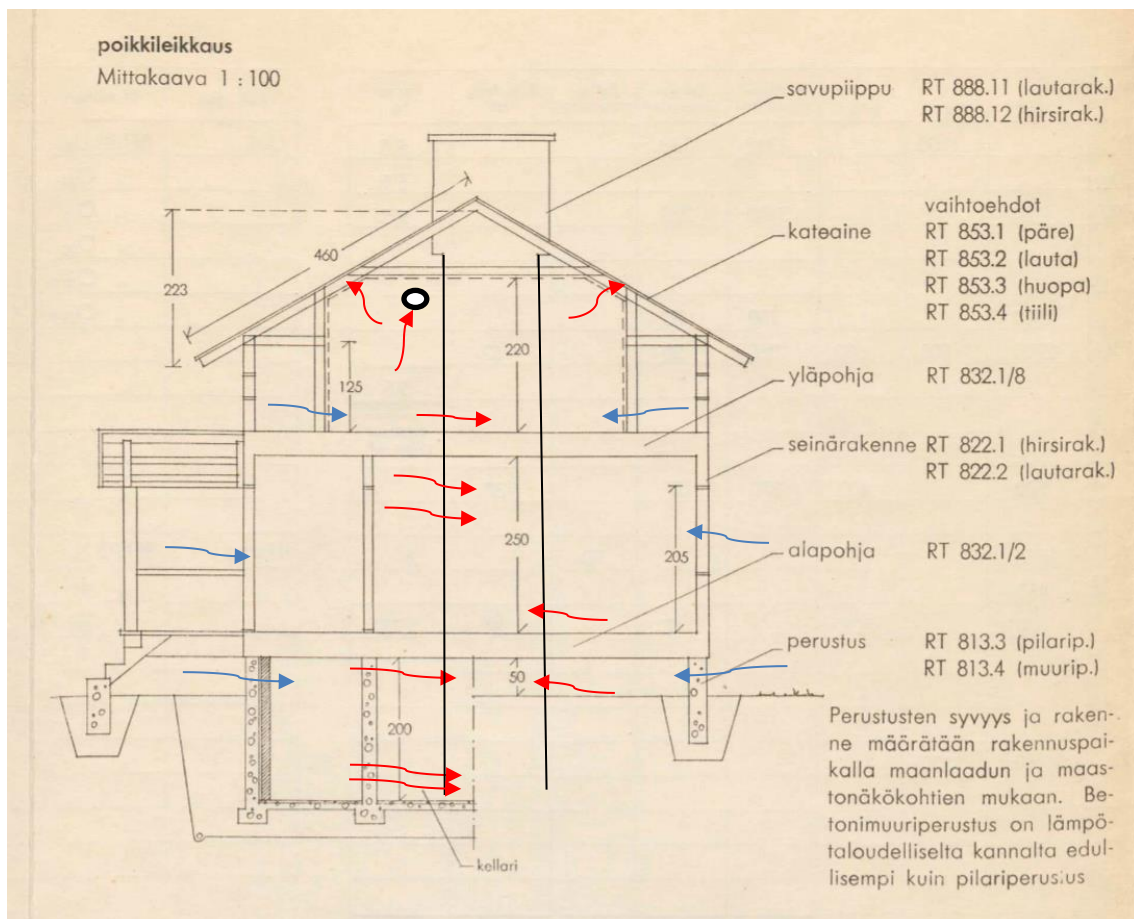 poikkileikkaus
Mittakaava 1 : 100
savupiippu RT 888.11 (lautarak.)
RT 888.12 (hirsirak.)
vaihtoehdot
kateaine RT 853.1 (päre)
RT 853.2 (lauta)
RT 853.3 (huopa)
RT 853.4 (tiili)
460
223
220
125
yläpohja RT 832.1/8
seinärakenne RT 822.1 (hirsirak.)
RT 822.2 (lautarak.)
250
205
alapohja RT 832.1/2
perustus RT 813.3 (pilarip.)
RT 813.4 (muurip.)
50
200
kellari
Perustusten syvyys ja raken-
ne määrätään rakennuspai-
kalla maanlaadun ja maas-
tonäkökohtien mukaan. Be-
tonimuuriperustus on lämpö-
taloudelliselta kannalta edul-
lisempi kuin pilariperustus